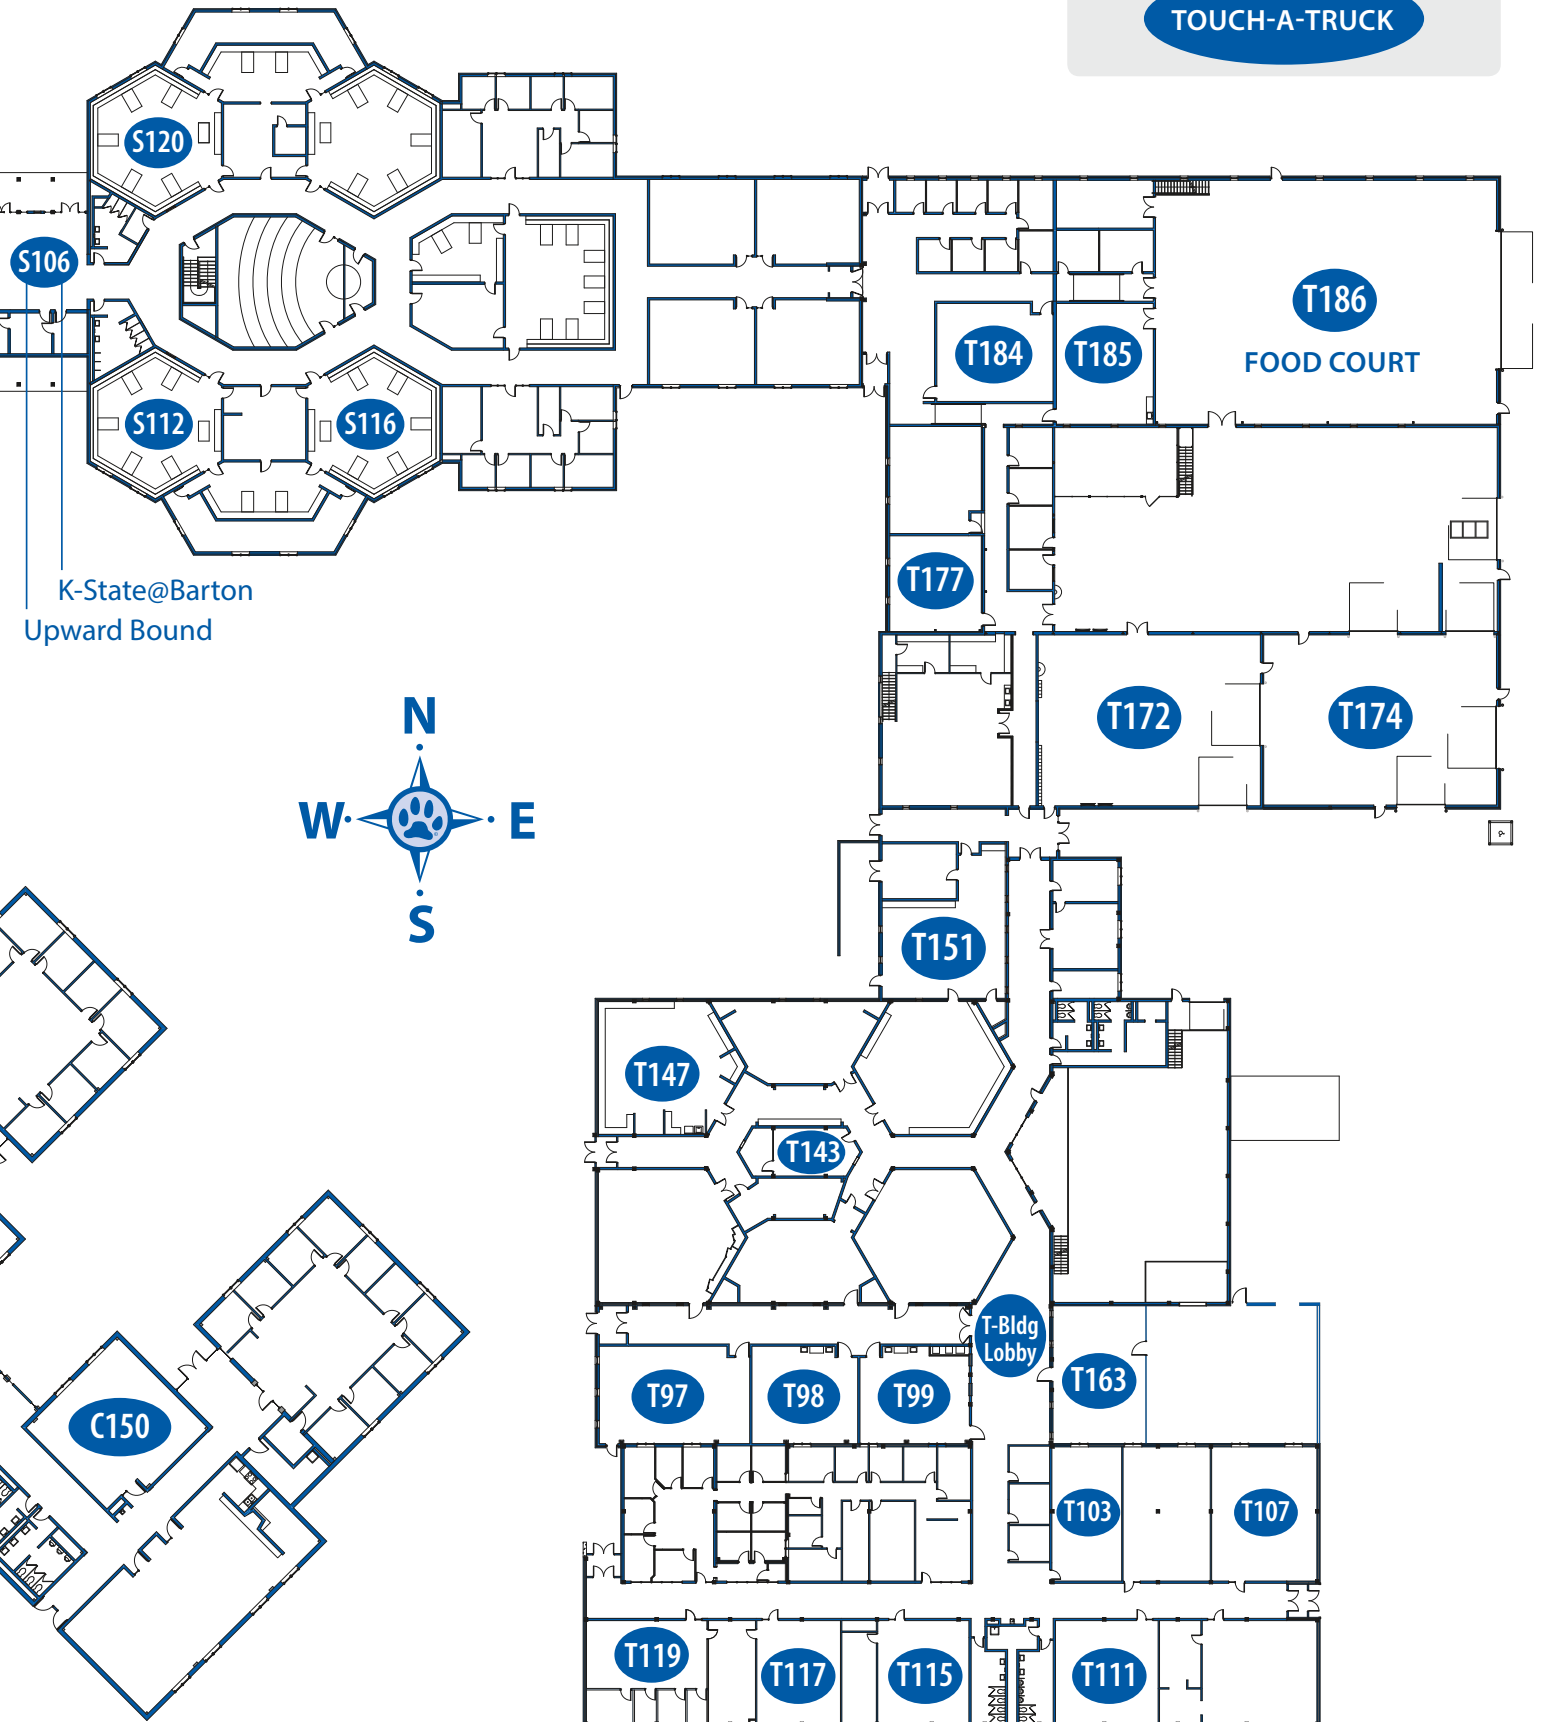 TOUCH-A-TRUCK
S120
S106
T186
FOOD COURT
T184
T185
S112
S116
T177
K-State@Barton
Upward Bound
N
W
E
S
T172
T174
T151
T147
T143
T-Bldg
Lobby
T163
T97
T98
T99
C150
T103
T107
T119
T117
T115
T111